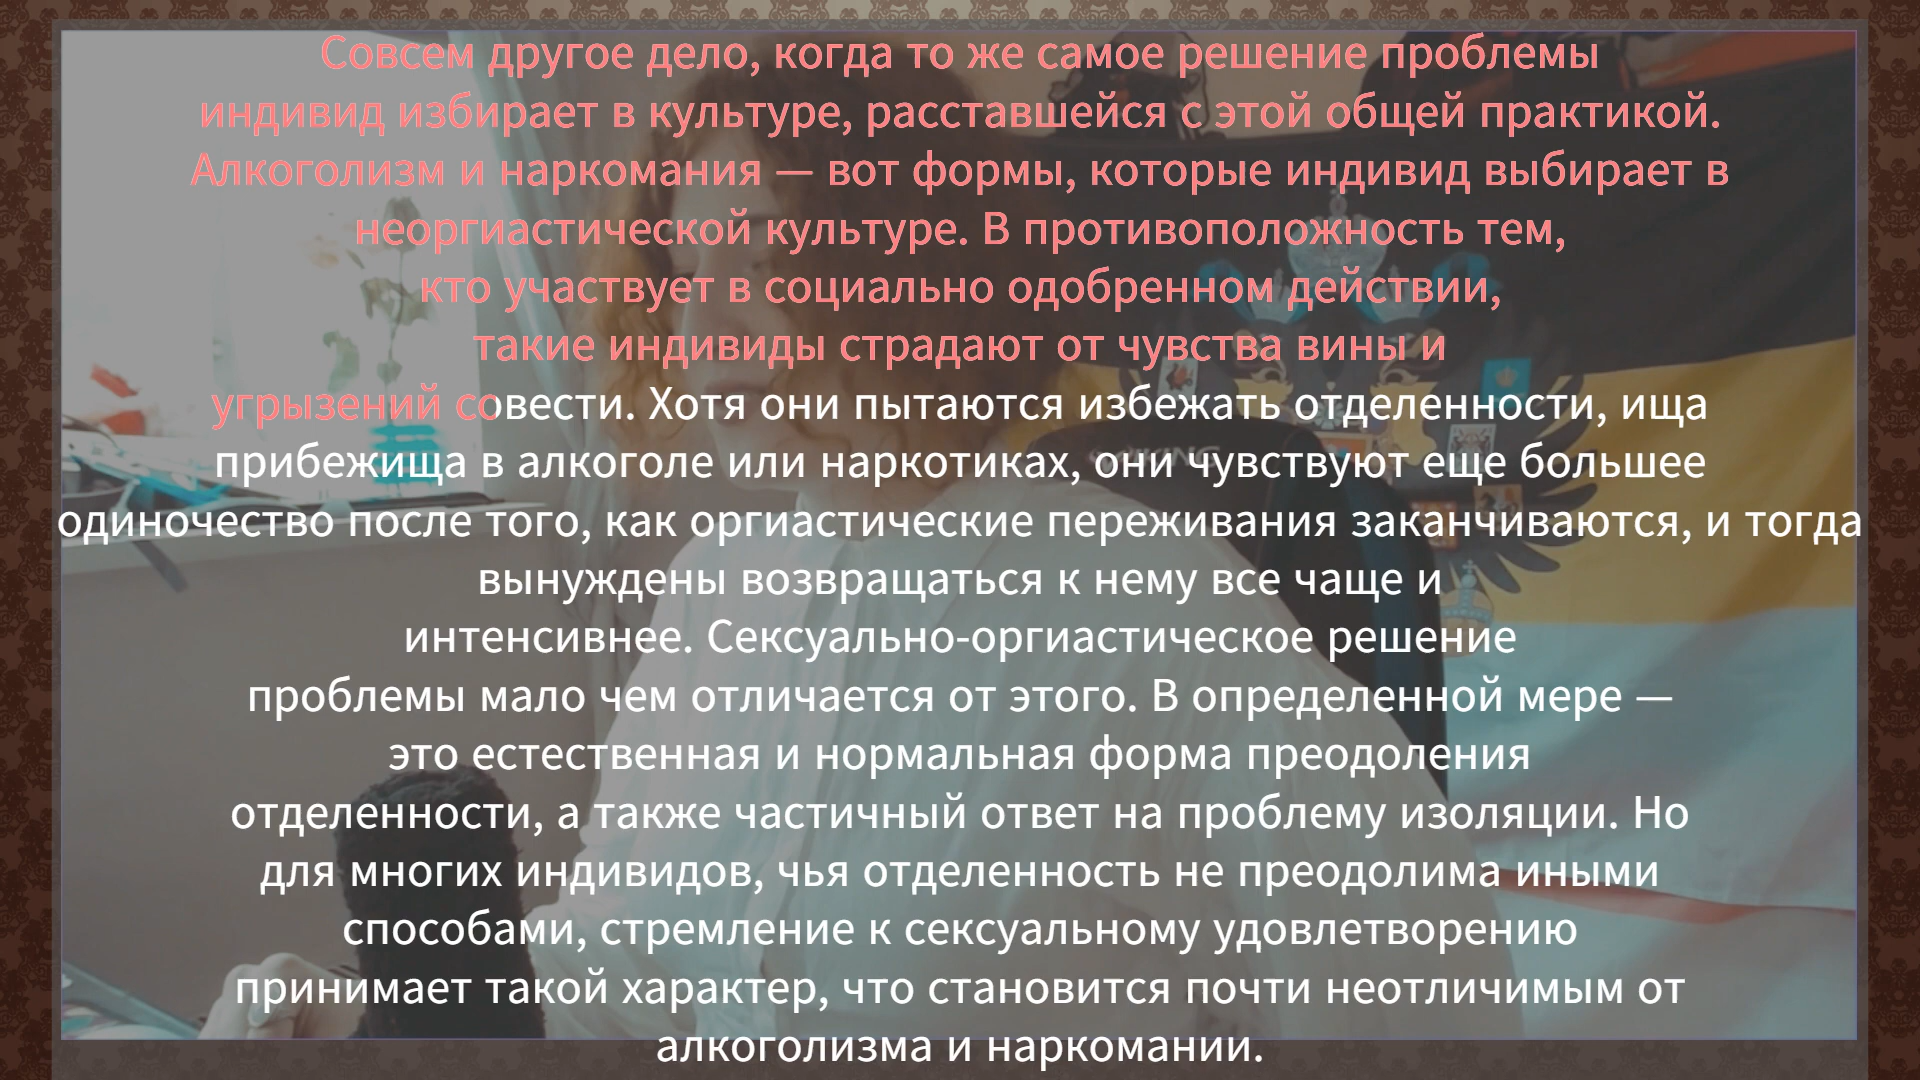 Совсем другое дело, когда то же самое решение проблемы
индивид избирает в культуре, расставшейся с этой общей практикой.
Алкоголизм и наркомания — вот формы, которые индивид выбирает в
неоргиастической культуре. В противоположность тем,
кто участвует в социально одобренном действии,
такие индивиды страдают от чувства вины и
угрызений совести. Хотя они пытаются избежать отделенности, ища
прибежища в алкоголе или наркотиках, они чувствуют еще большее
одиночество после того, как оргиастические переживания заканчиваются, и тогда
вынуждены возвращаться к нему все чаще и
интенсивнее. Сексуально-оргиастическое решение
проблемы мало чем отличается от этого. В определенной мере —
это естественная и нормальная форма преодоления
отделенности, а также частичный ответ на проблему изоляции. Но
для многих индивидов, чья отделенность не преодолима иными
способами, стремление к сексуальному удовлетворению
принимает такой характер, что становится почти неотличимым от
алкоголизма и наркомании.